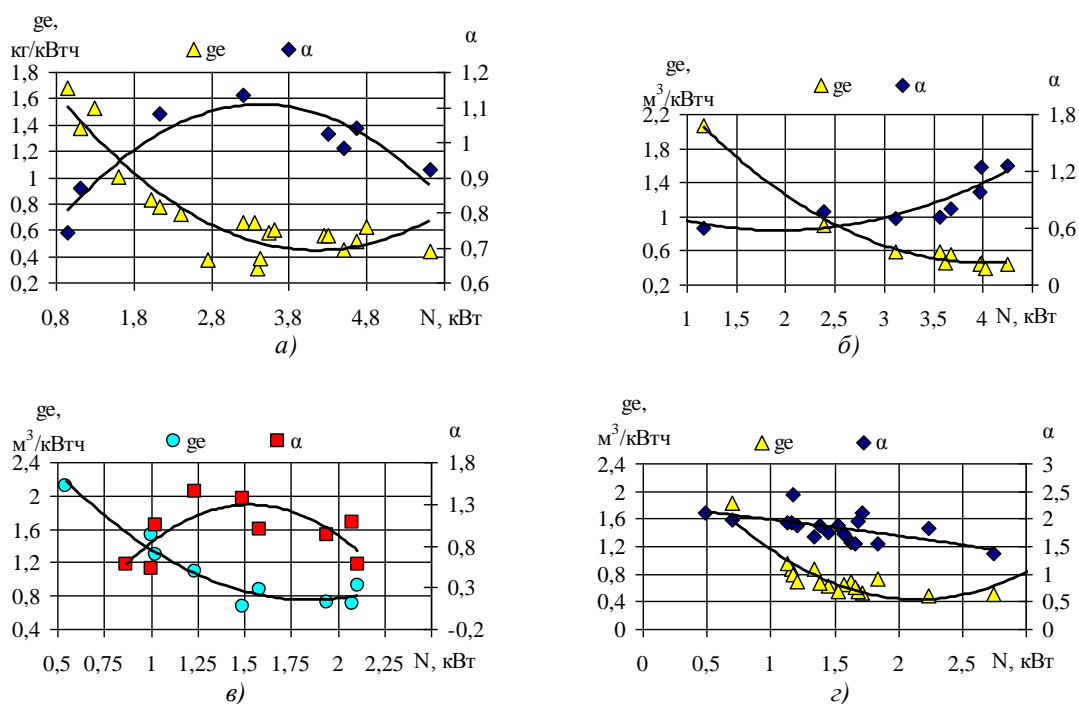 ge,
кг/кВтч
ge
α
α
1,8
1,6
1,4
1,2
1
0,8
0,6
0,4
0,2
1,2
1,1
1
0,9
0,8
0,7
0,6
0,8 1,8 2,8 3,8 4,8 N, кВт
а)
ge,
м³/кВтч
ge
α
α
2,2
1,8
1,4
1
0,6
0,2
1,8
1,2
0,6
0
1 1,5 2 2,5 3 3,5 4 N, кВт
б)
ge,
м³/кВтч
ge
α
α
2,4
2
1,6
1,2
0,8
0,4
1,8
1,3
0,8
0,3
-0,2
0,5 0,75 1 1,25 1,5 1,75 2 2,25 N, кВт
в)
ge,
м³/кВтч
ge
α
α
2,4
2
1,6
1,2
0,8
0,4
0
3
2,5
2
1,5
1
0,5
0
0 0,5 1 1,5 2 2,5 N, кВт
г)